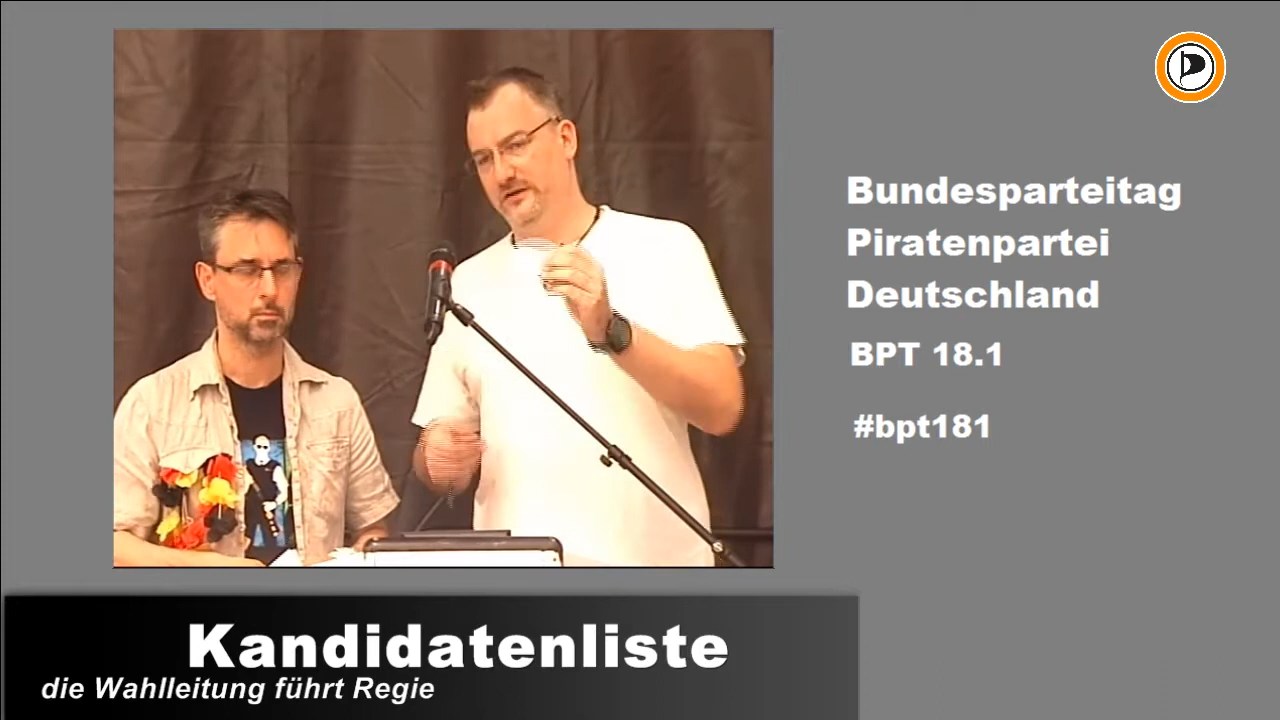 Bundesparteitag
Piratenpartei
Deutschland
BPT 18.1
#bpt181
Kandidatenliste
die Wahlleitung führt Regie